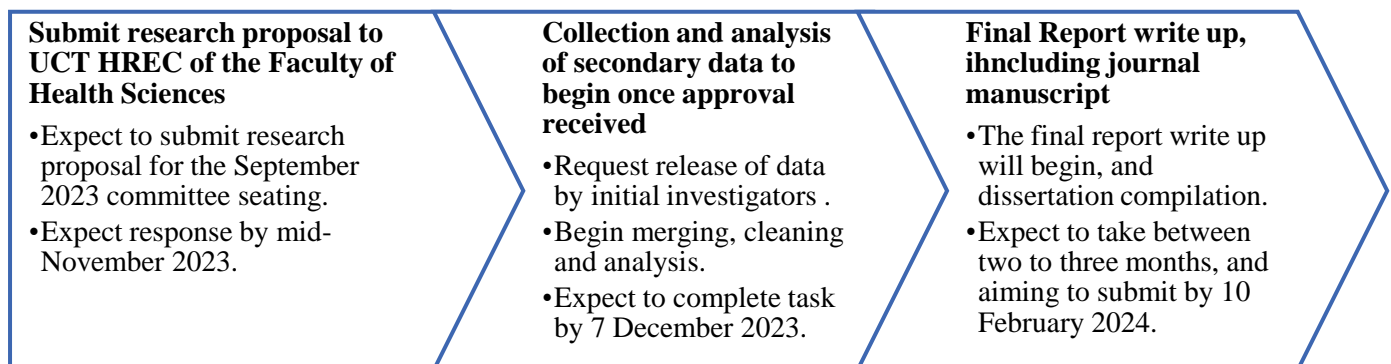 Submit research proposal to
UCT HREC of the Faculty of
Health Sciences
•Expect to submit research
proposal for the September
2023 committee seating.
•Expect response by mid-
November 2023.
Collection and analysis
of secondary data to
begin once approval
received
•Request release of data
by initial investigators .
•Begin merging, cleaning
and analysis.
•Expect to complete task
by 7 December 2023.
Final Report write up,
ihncluding journal
manuscript
•The final report write up
will begin, and
dissertation compilation.
•Expect to take between
two to three months, and
aiming to submit by 10
February 2024.